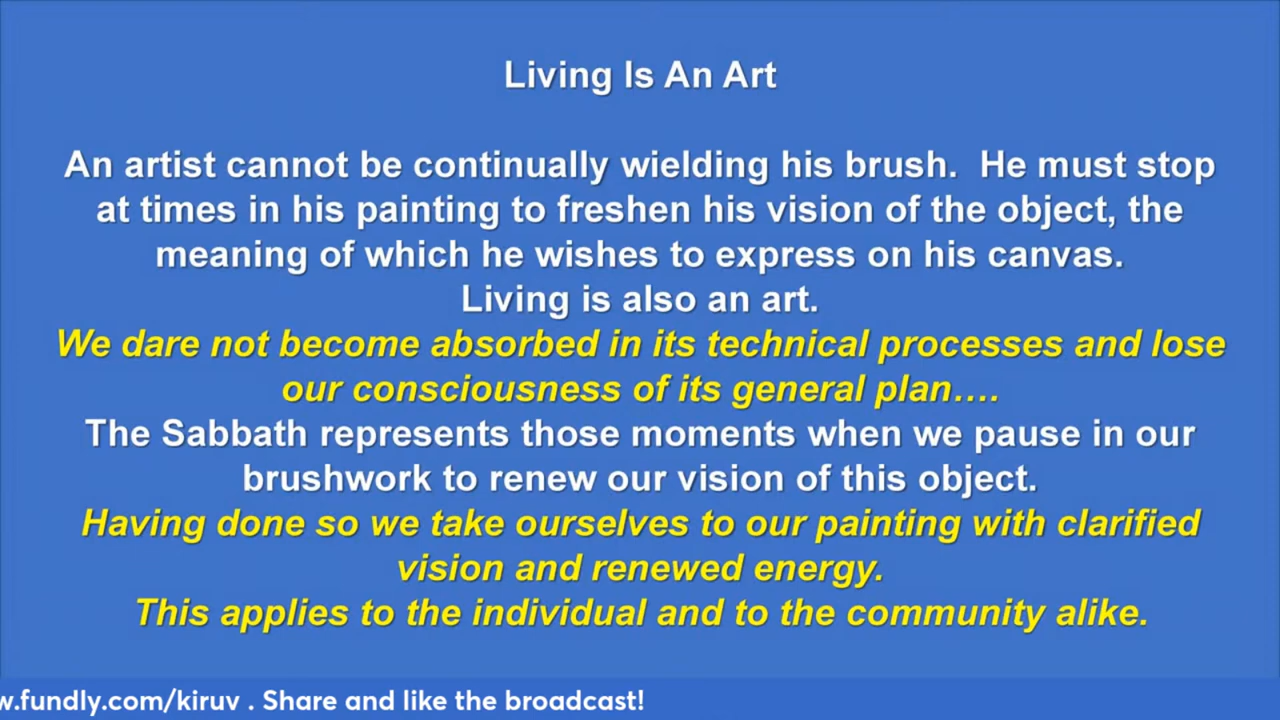 Living Is An Art
An artist cannot be continually wielding his brush.  He must stop
at times in his painting to freshen his vision of the object, the
meaning of which he wishes to express on his canvas.
Living is also an art.
We dare not become absorbed in its technical processes and lose
our consciousness of its general plan….
The Sabbath represents those moments when we pause in our
brushwork to renew our vision of this object.
Having done so we take ourselves to our painting with clarified
vision and renewed energy.
This applies to the individual and to the community alike.
w.fundly.com/kiruv . Share and like the broadcast!